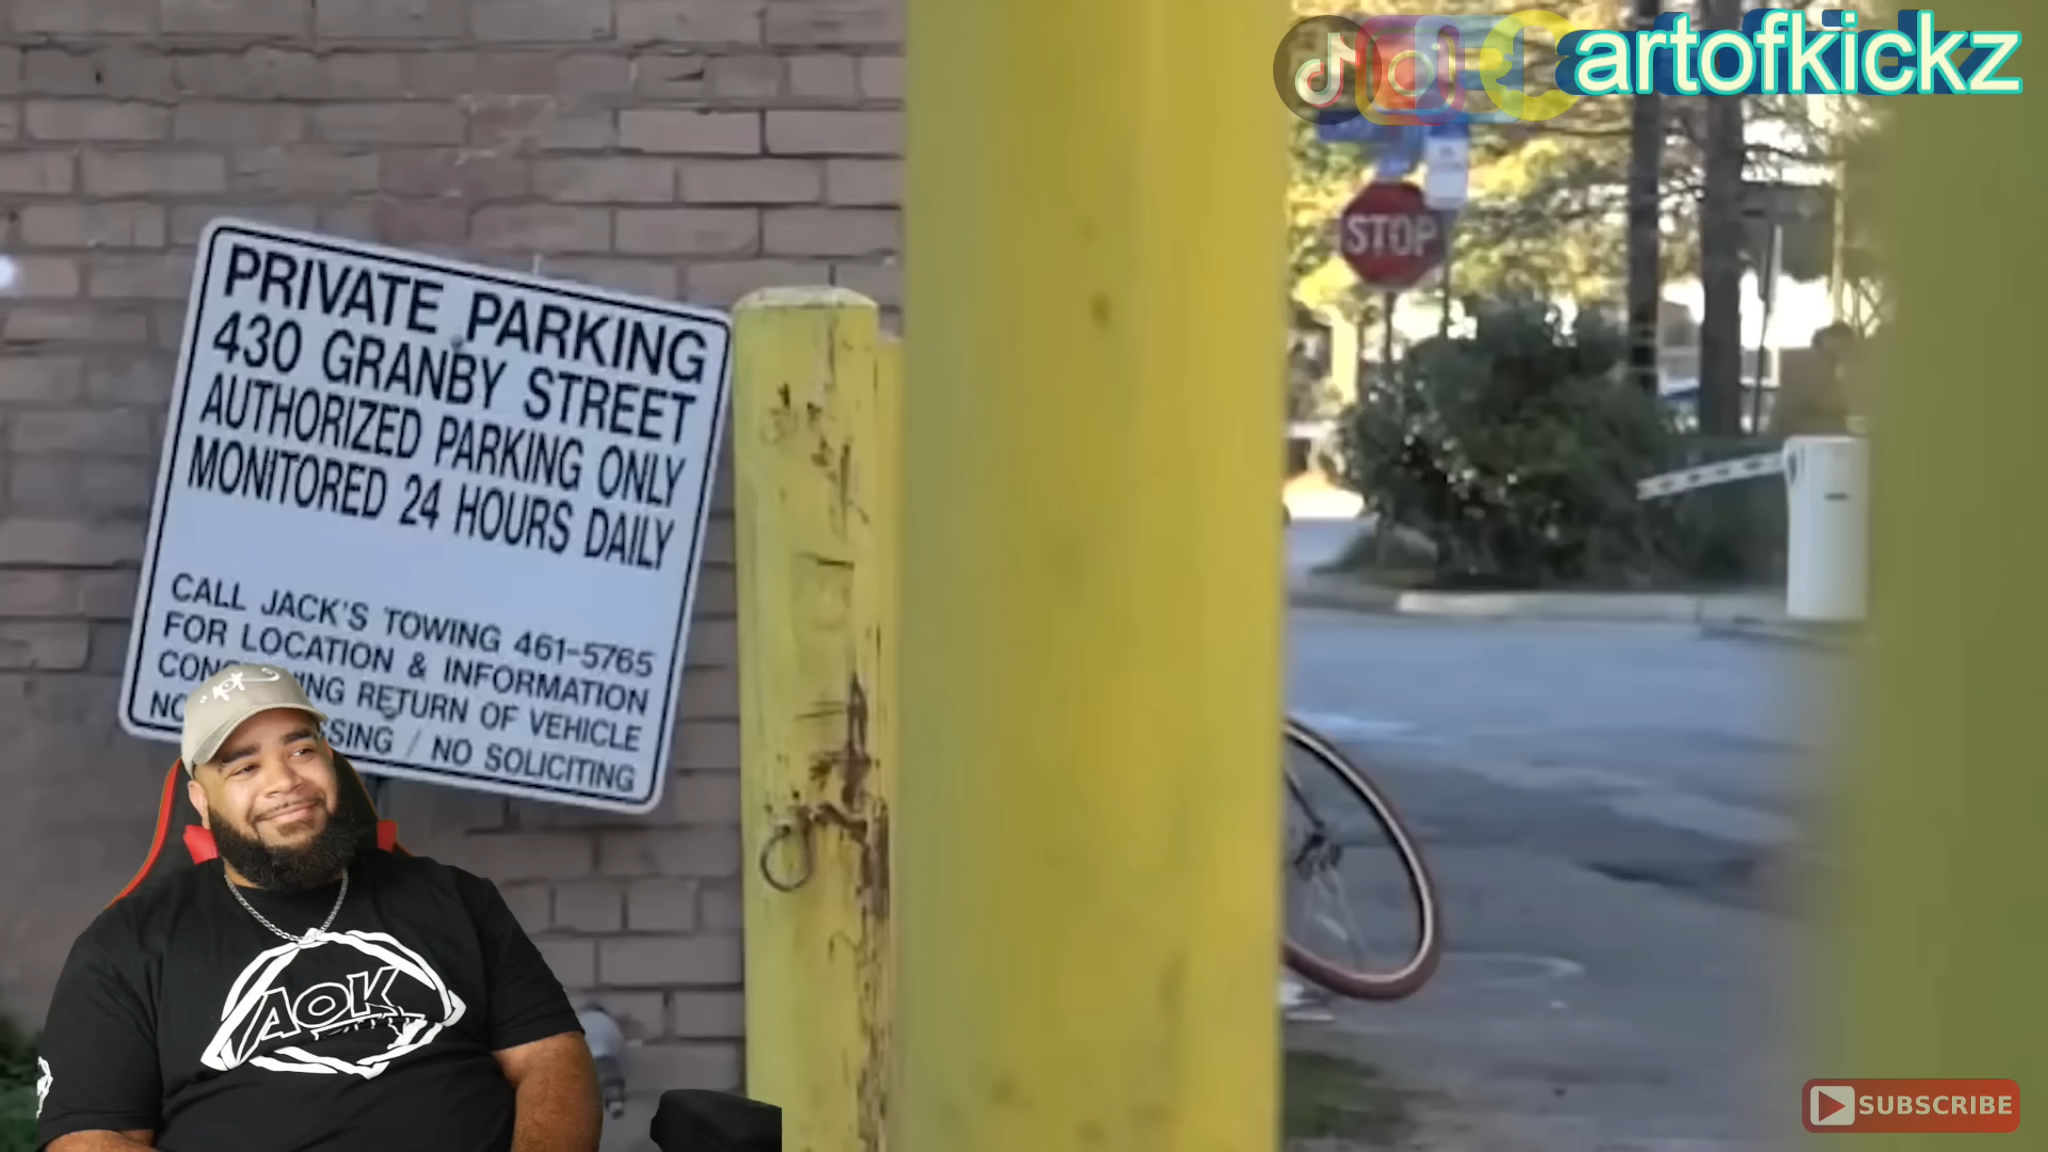 artofkickz
STOP
PRIVATE PARKING
430 GRANBY STREET
AUTHORIZED PARKING ONLY
MONITORED 24 HOURS DAILY
CALL JACK'S TOWING 461-5765
FOR LOCATION & INFORMATION
RETURN OF VEHICLE
/ NO SOLICITING
AOK
SUBSCRIBE